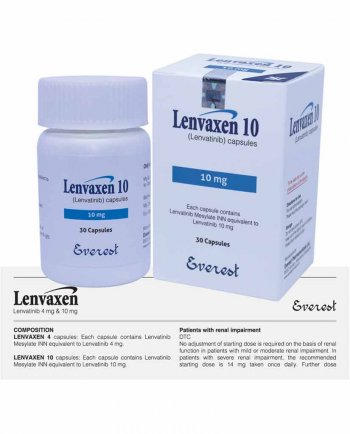 Lenvaxen 10
(Lenvatinib) capsules
10 mg
Each capsule contains
Lenvatinib Mesylate INN equivalent to
Lenvatinib 10 mg
30 Capsules
Everest
Lenvaxen 10
(Lenvatinib) capsules
10 mg
30 Capsules
Everest
Lenvaxen
Lenvatinib 4 mg & 10 mg
Everest
COMPOSITION
LENVAXEN 4 capsules: Each capsule contains Lenvatinib
Mesylate INN equivalent to Lenvatinib 4 mg.
LENVAXEN 10 capsules: Each capsule contains Lenvatinib
Mesylate INN equivalent to Lenvatinib 10 mg.
Patients with renal impairment
DTC
No adjustment of starting dose is required on the basis of renal
function in patients with mild or moderate renal impairment. In
patients with severe renal impairment, the recommended
starting dose is 14 mg taken once daily. Further dose